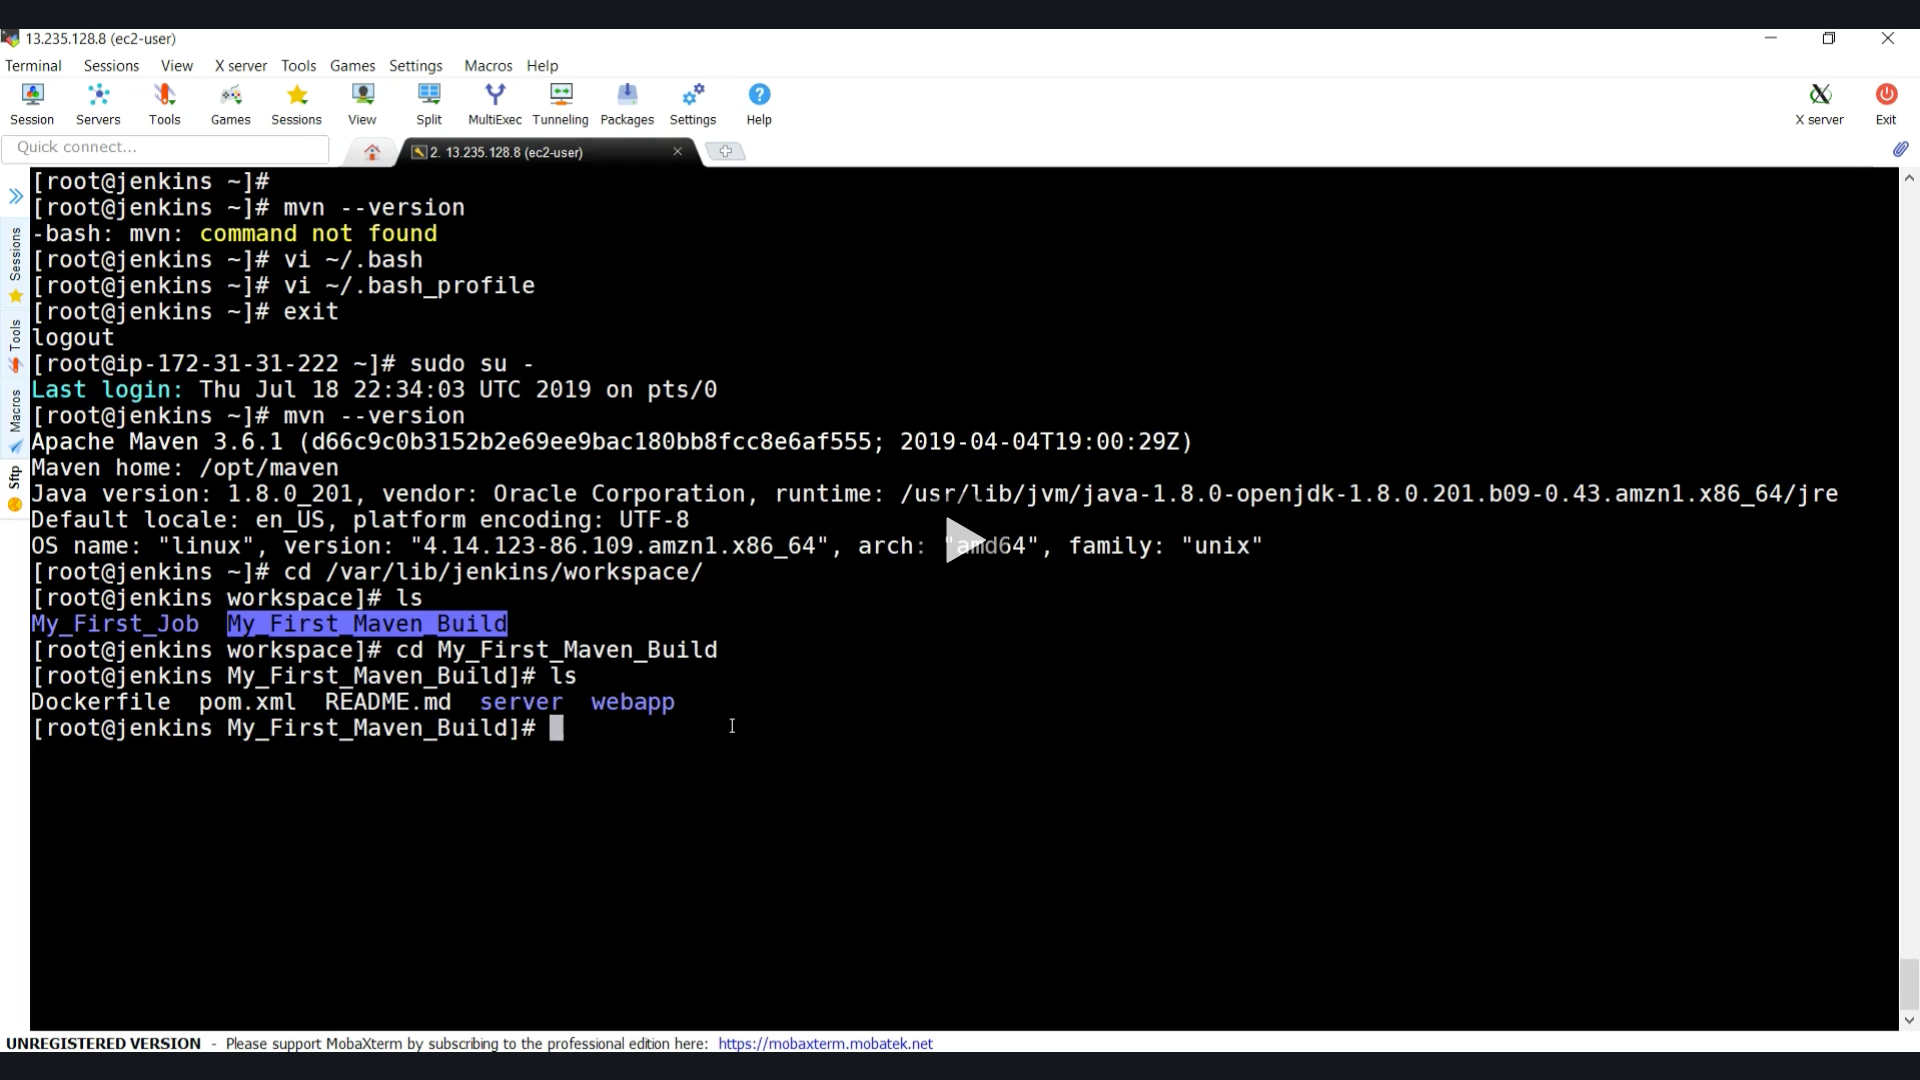 13.235.128.8 (ec2-user)
Terminal Sessions View X server Tools Games Settings Macros Help
Session Servers Tools Games Sessions View Split MultiExec Tunneling Packages Settings Help X server Exit
Quick connect...
2. 13.235.128.8 (ec2-user)
Sessions
Tools
Macros
Sftp
[root@jenkins ~]#
[root@jenkins ~]# mvn --version
-bash: mvn: command not found
[root@jenkins ~]# vi ~/.bash
[root@jenkins ~]# vi ~/.bash_profile
[root@jenkins ~]# exit
logout
[root@ip-172-31-31-222 ~]# sudo su -
Last login: Thu Jul 18 22:34:03 UTC 2019 on pts/0
[root@jenkins ~]# mvn --version
Apache Maven 3.6.1 (d66c9c0b3152b2e69ee9bac180bb8fcc8e6af555; 2019-04-04T19:00:29Z)
Maven home: /opt/maven
Java version: 1.8.0_201, vendor: Oracle Corporation, runtime: /usr/lib/jvm/java-1.8.0-openjdk-1.8.0.201.b09-0.43.amzn1.x86_64/jre
Default locale: en_US, platform encoding: UTF-8
OS name: "linux", version: "4.14.123-86.109.amzn1.x86_64", arch: "amd64", family: "unix"
[root@jenkins ~]# cd /var/lib/jenkins/workspace/
[root@jenkins workspace]# ls
My_First_Job My_First_Maven_Build
[root@jenkins workspace]# cd My_First_Maven_Build
[root@jenkins My_First_Maven_Build]# ls
Dockerfile pom.xml README.md server webapp
[root@jenkins My_First_Maven_Build]#
UNREGISTERED VERSION - Please support MobaXterm by subscribing to the professional edition here: https://mobaxterm.mobatek.net